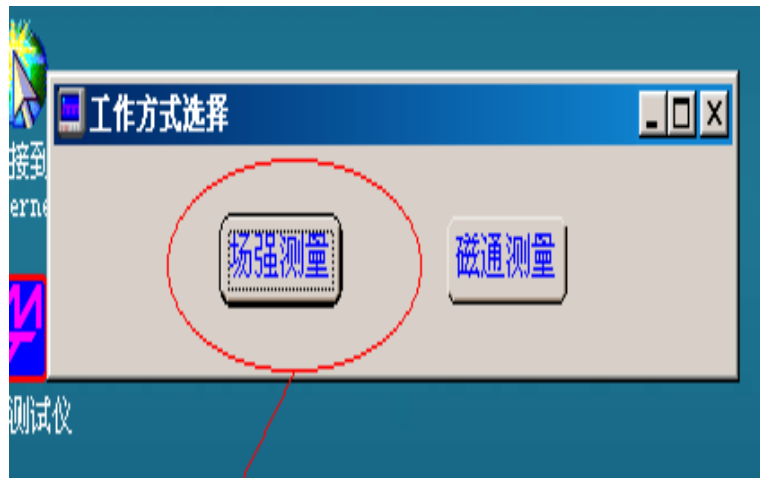 工作方式选择
接到
erne
场强测量
磁通测量
测试仪